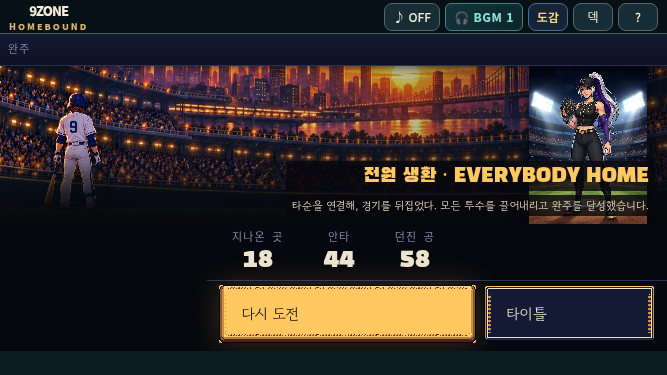 9ZONE
HOMEBOUND
♪ OFF
🎧 BGM 1
도감
덱
?
완주
9
전원 생환 · EVERYBODY HOME
타순을 연결해, 경기를 뒤집었다. 모든 투수를 끌어내리고 완주를 달성했습니다.
지나온 곳
안타
던진 공
18
44
58
다시 도전
타이틀